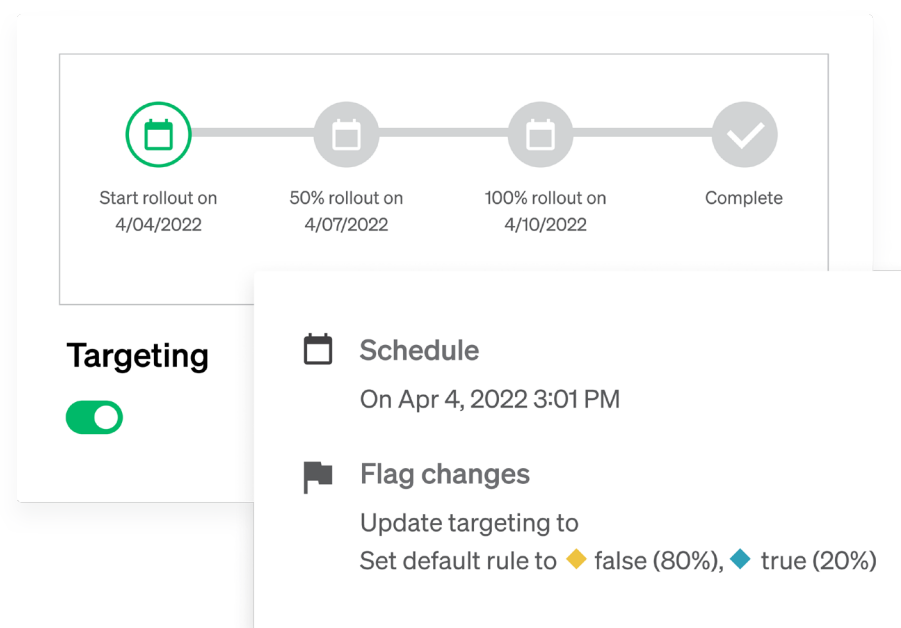 Start rollout on
4/04/2022
50% rollout on
4/07/2022
100% rollout on
4/10/2022
Complete
Targeting
Schedule
On Apr 4, 2022 3:01 PM
Flag changes
Update targeting to
Set default rule to false (80%), true (20%)